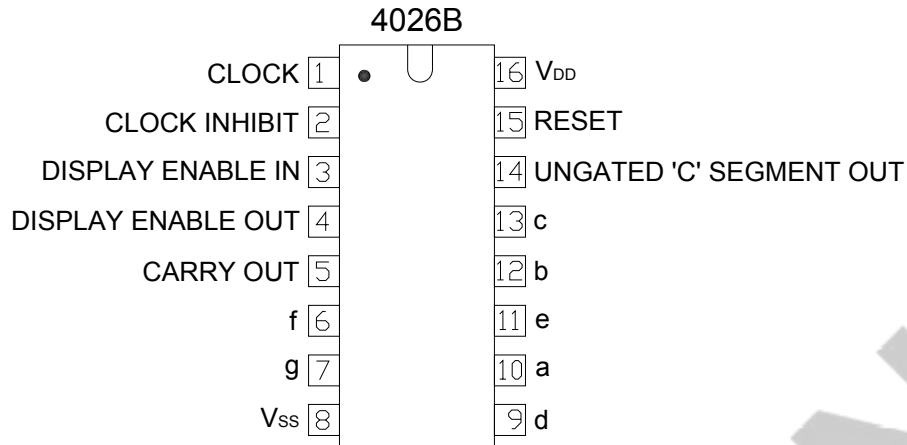 4026B
CLOCK 1 16 VDD
CLOCK INHIBIT 2 15 RESET
DISPLAY ENABLE IN 3 14 UNGATED 'C' SEGMENT OUT
DISPLAY ENABLE OUT 4 13 c
CARRY OUT 5 12 b
f 6 11 e
g 7 10 a
Vss 8 9 d